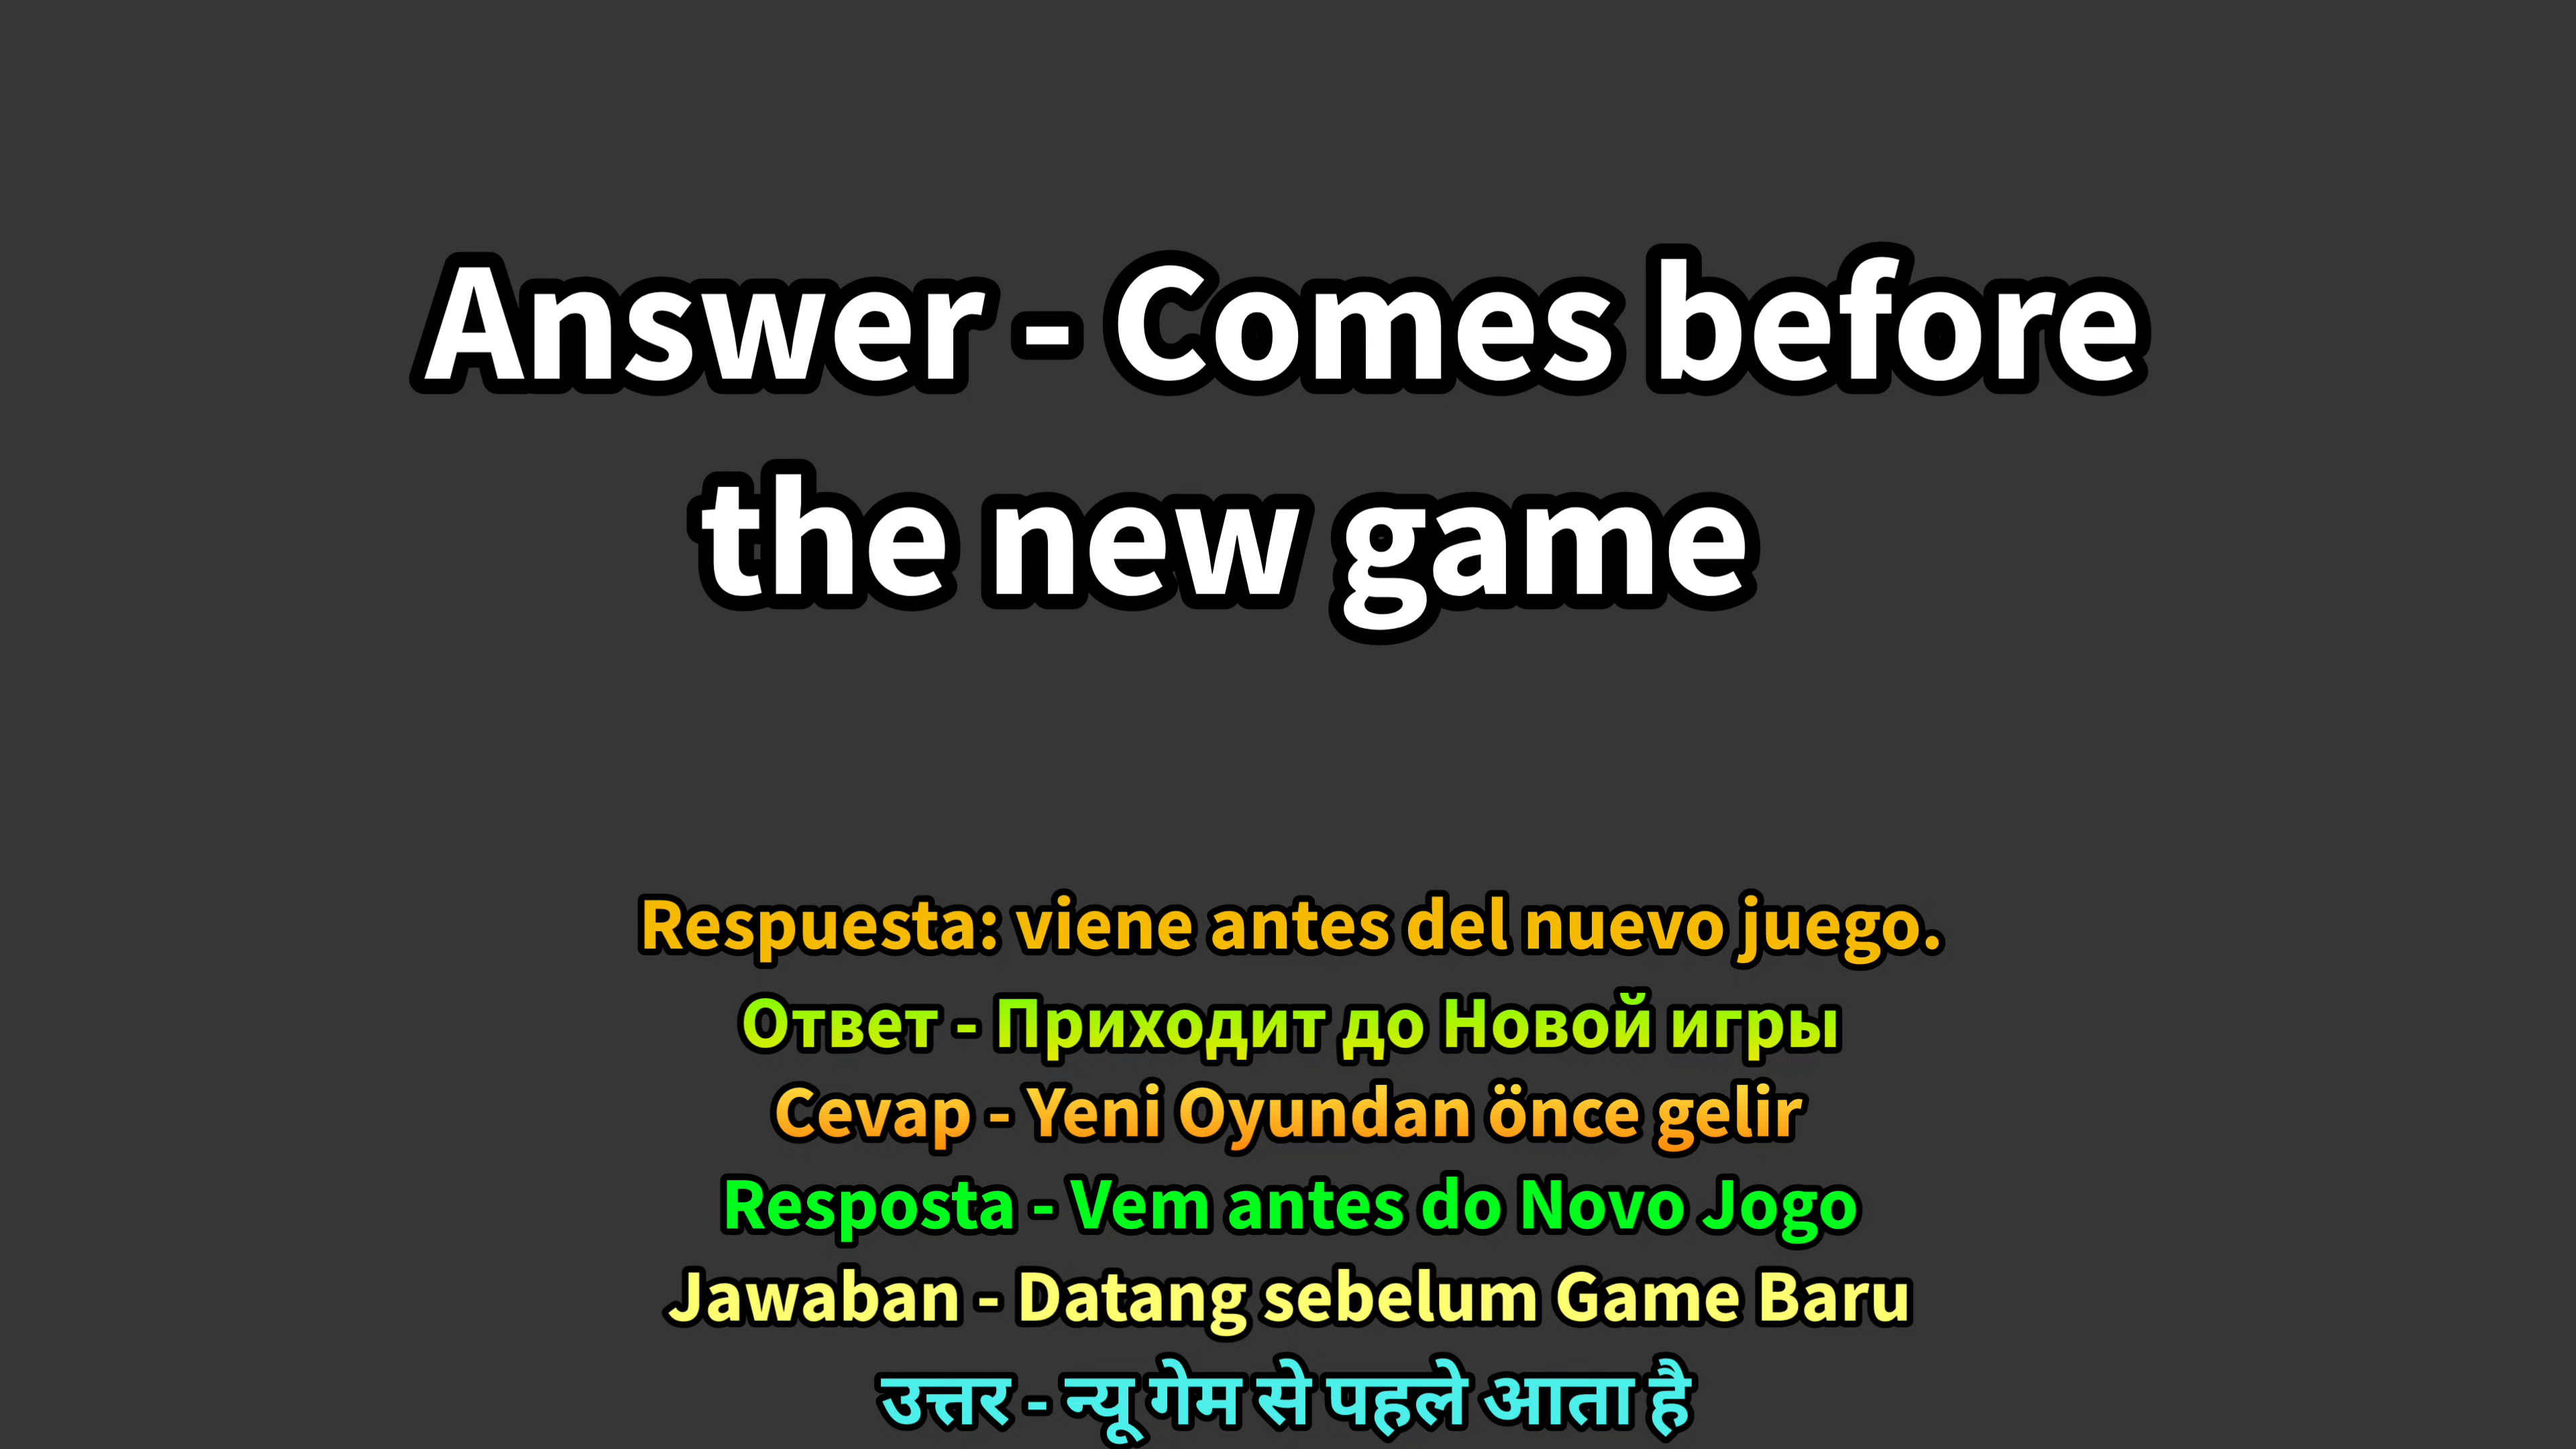 Answer - Comes before
the new game
Respuesta: viene antes del nuevo juego.
Ответ - Приходит до Новой игры
Cevap - Yeni Oyundan önce gelir
Resposta - Vem antes do Novo Jogo
Jawaban - Datang sebelum Game Baru
उत्तर - न्यू गेम से पहले आता है